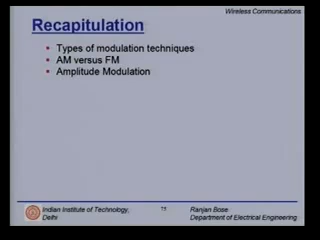 Wireless Communications
Recapitulation
Types of modulation techniques
AM versus FM
Amplitude Modulation
Indian Institute of Technology,
Delhi
Ranjan Bose
Department of Electrical Engineering